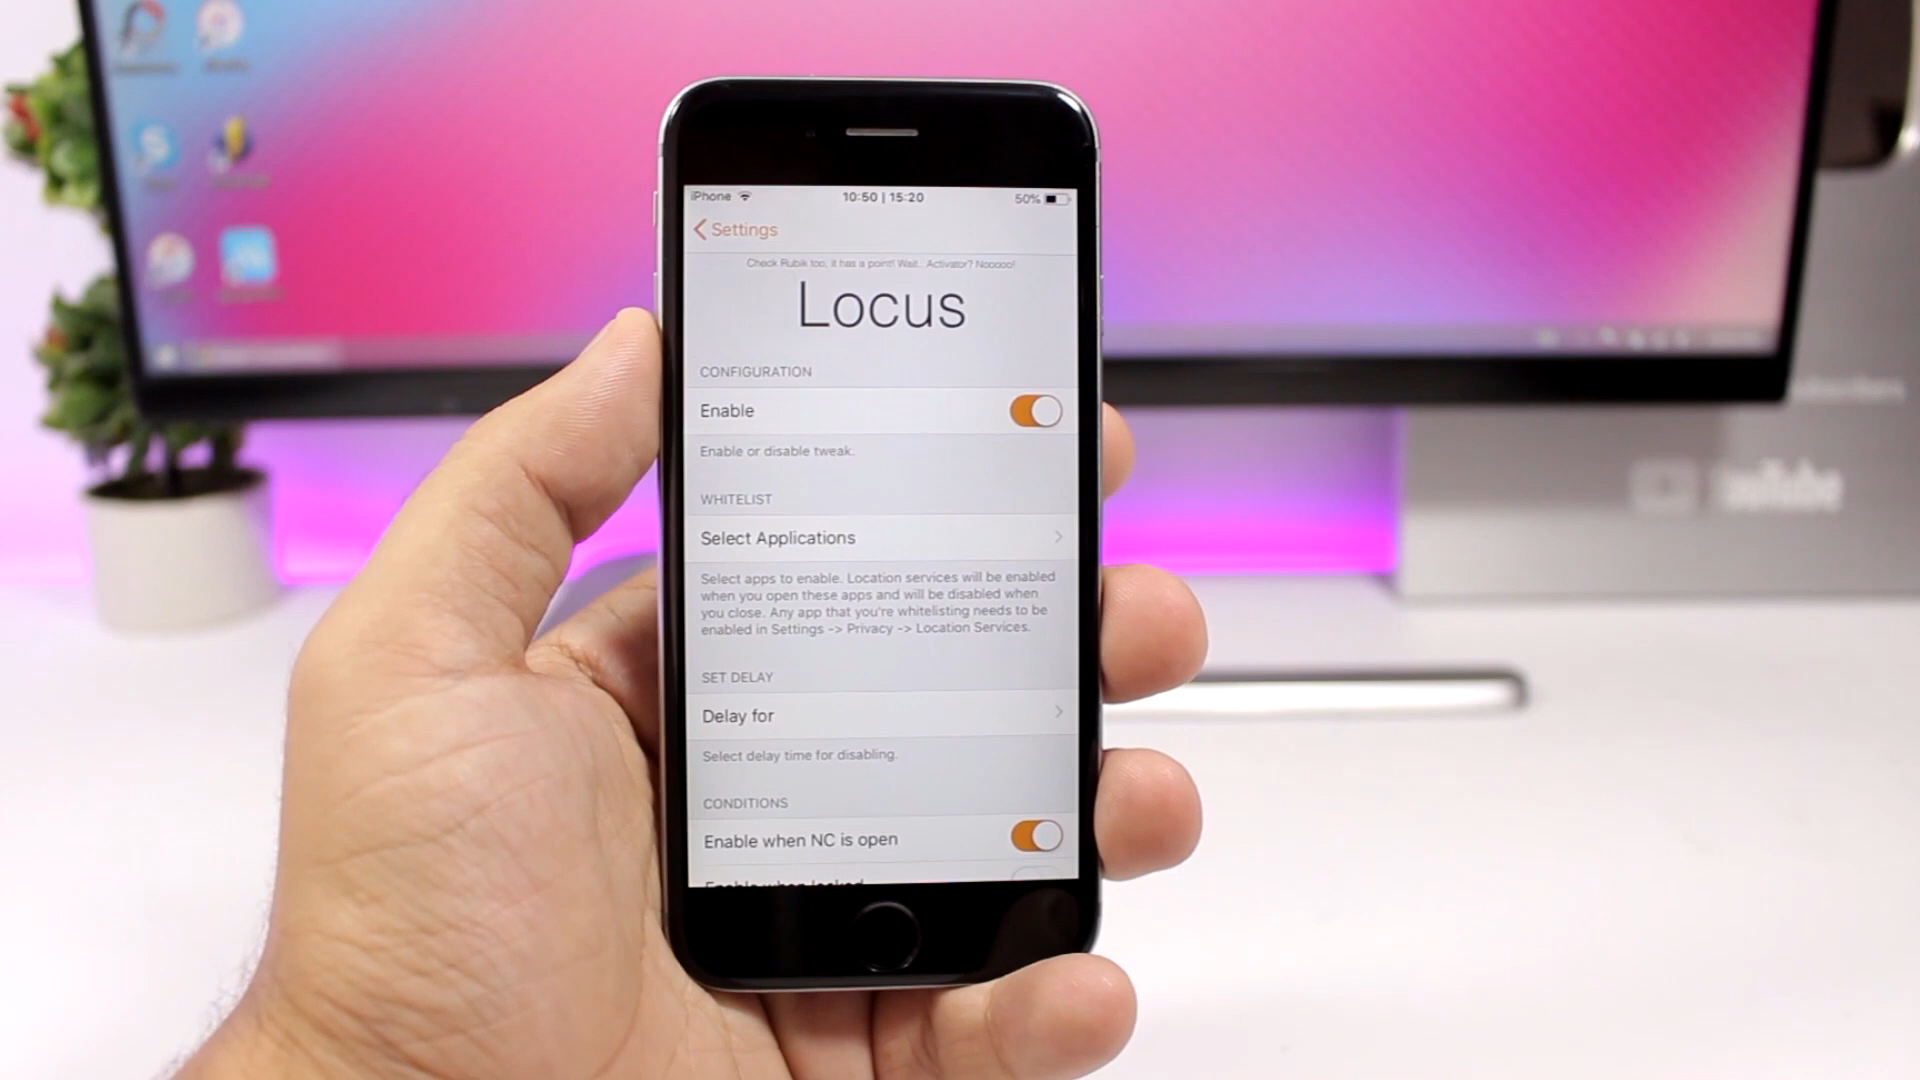 iPhone 10:50 | 15:20 50%
Settings
Check Rubik too, it has a point! Wait.. Activator? Nooooo!
Locus
CONFIGURATION
Enable
Enable or disable tweak.
WHITELIST
Select Applications
Select apps to enable. Location services will be enabled
when you open these apps and will be disabled when
you close. Any app that you're whitelisting needs to be
enabled in Settings -> Privacy -> Location Services.
SET DELAY
Delay for
Select delay time for disabling.
CONDITIONS
Enable when NC is open
Enable when locked
YouTube